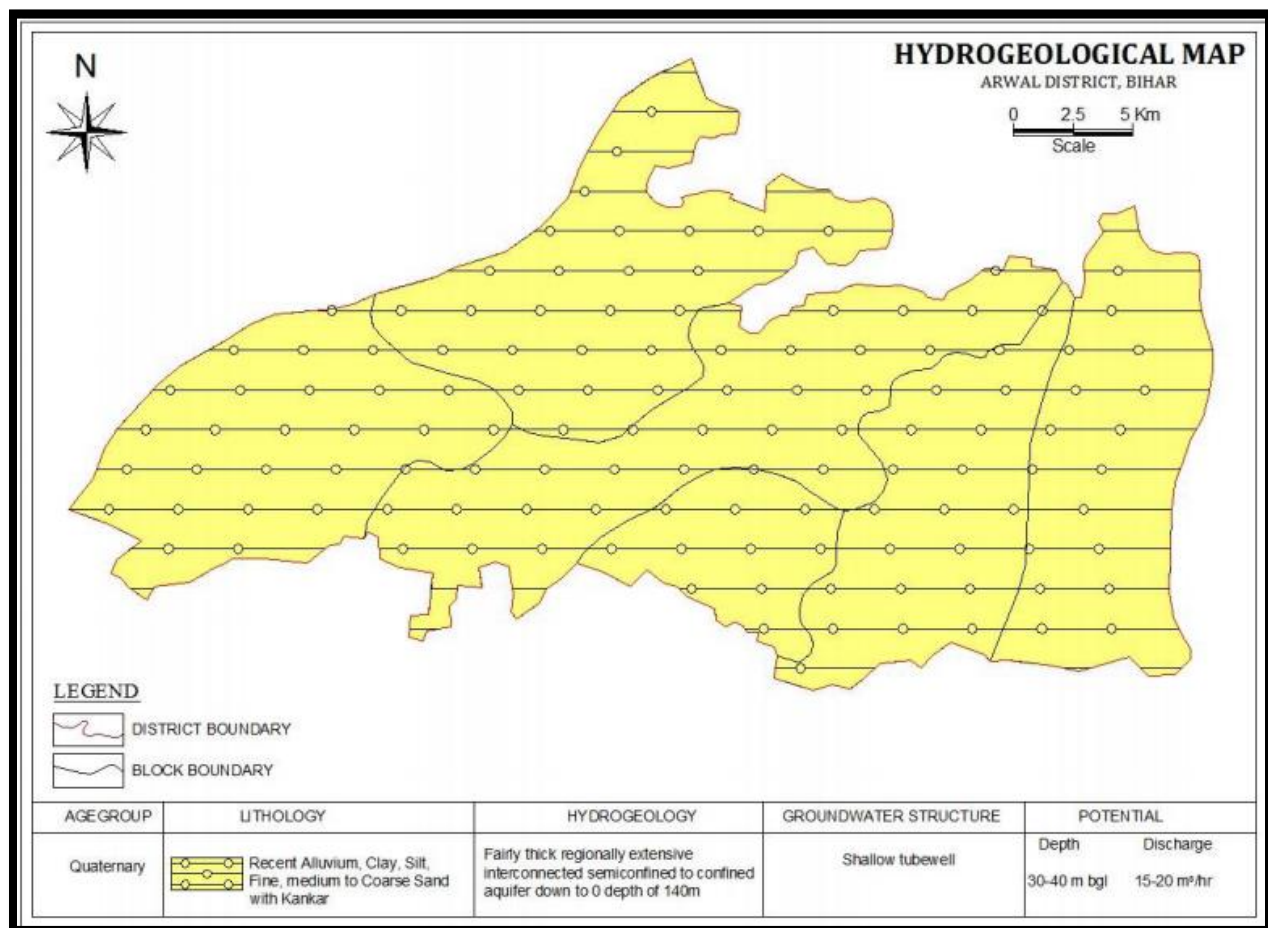 HYDROGEOLOGICAL MAP
ARWAL DISTRICT, BIHAR
N
0 2.5 5 Km
Scale
LEGEND
DISTRICT BOUNDARY
BLOCK BOUNDARY
AGE GROUP LITHOLOGY HYDROGEOLOGY GROUNDWATER STRUCTURE POTENTIAL
Quaternary
Recent Alluvium, Clay, Silt,
Fine, medium to Coarse Sand
with Kankar
Fairly thick regionally extensive
interconnected semiconfined to confined
aquifer down to 0 depth of 140m
Shallow tubewell
Depth Discharge
30-40 m bgl 15-20 m³/hr